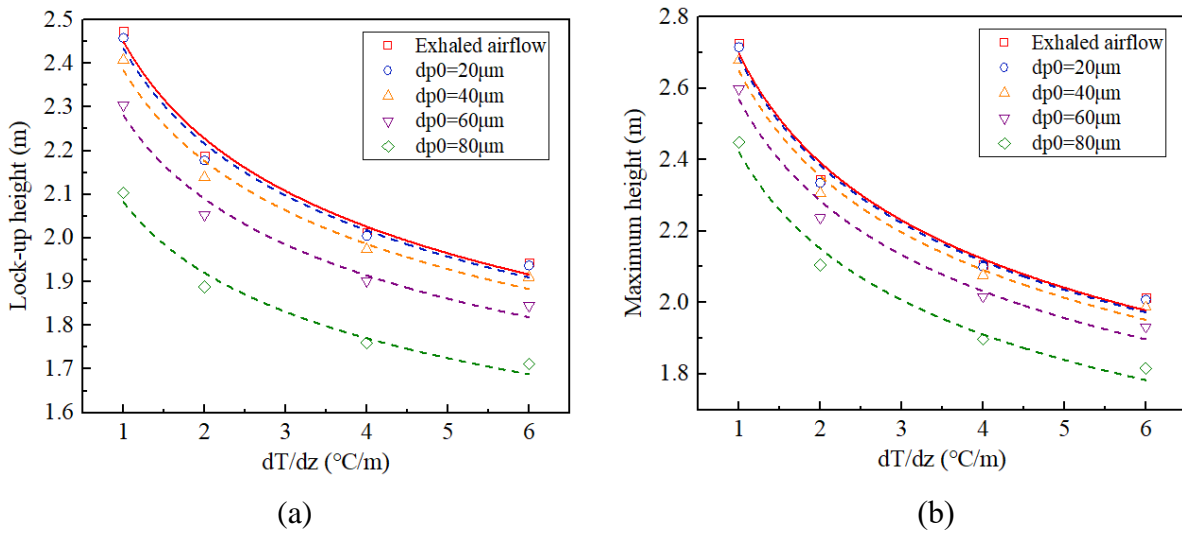 2.5
2.4
2.3
2.2
2.1
2.0
1.9
1.8
1.7
1.6
Lock-up height (m)
Exhaled airflow
dp0=20μm
dp0=40μm
dp0=60μm
dp0=80μm
1 2 3 4 5 6
dT/dz (°C/m)
(a)
2.8
2.6
2.4
2.2
2.0
1.8
Maximum height (m)
Exhaled airflow
dp0=20μm
dp0=40μm
dp0=60μm
dp0=80μm
1 2 3 4 5 6
dT/dz (°C/m)
(b)